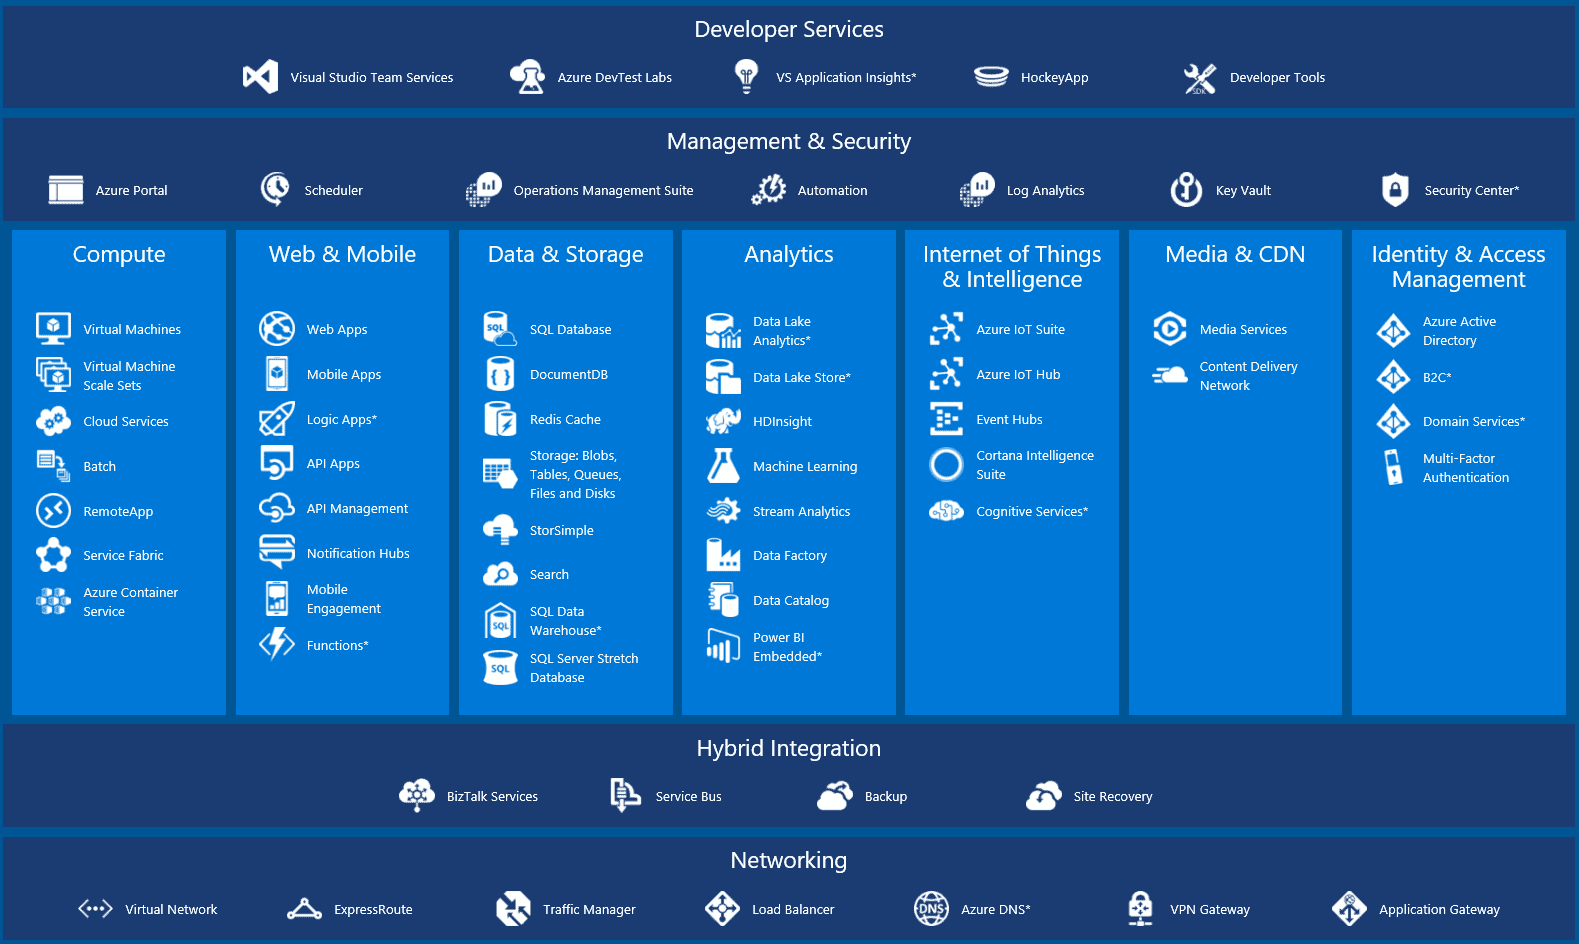 Developer Services
Visual Studio Team Services
Azure DevTest Labs
VS Application Insights*
HockeyApp
SDK
Developer Tools
Management & Security
Azure Portal
Scheduler
Operations Management Suite
Automation
Log Analytics
Key Vault
Security Center*
Compute
Virtual Machines
Virtual Machine
Scale Sets
Cloud Services
Batch
RemoteApp
Service Fabric
Azure Container
Service
Web & Mobile
Web Apps
Mobile Apps
Logic Apps*
API Apps
API Management
Notification Hubs
Mobile
Engagement
Functions*
Data & Storage
SQL
SQL Database
DocumentDB
Redis Cache
Storage: Blobs,
Tables, Queues,
Files and Disks
StorSimple
Search
SQL
SQL Data
Warehouse*
SQL
SQL Server Stretch
Database
Analytics
Data Lake
Analytics*
Data Lake Store*
HDInsight
Machine Learning
Stream Analytics
Data Factory
Data Catalog
Power BI
Embedded*
Internet of Things
& Intelligence
Azure IoT Suite
Azure IoT Hub
Event Hubs
Cortana Intelligence
Suite
Cognitive Services*
Media & CDN
Media Services
Content Delivery
Network
Identity & Access
Management
Azure Active
Directory
B2C*
Domain Services*
Multi-Factor
Authentication
Hybrid Integration
BizTalk Services
Service Bus
Backup
Site Recovery
Networking
Virtual Network
ExpressRoute
Traffic Manager
Load Balancer
DNS
Azure DNS*
VPN Gateway
Application Gateway